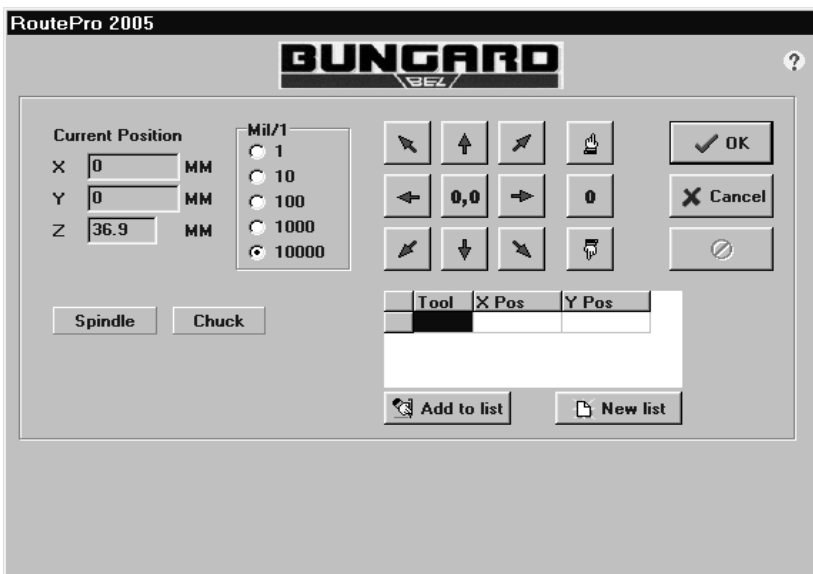 RoutePro 2005
BUNGARD
BEL
?
Current Position
X 0 MM
Y 0 MM
Z 36.9 MM
Mil/1
1
10
100
1000
10000
0,0
0
OK
Cancel
Spindle
Chuck
Tool X Pos Y Pos
Add to list
New list